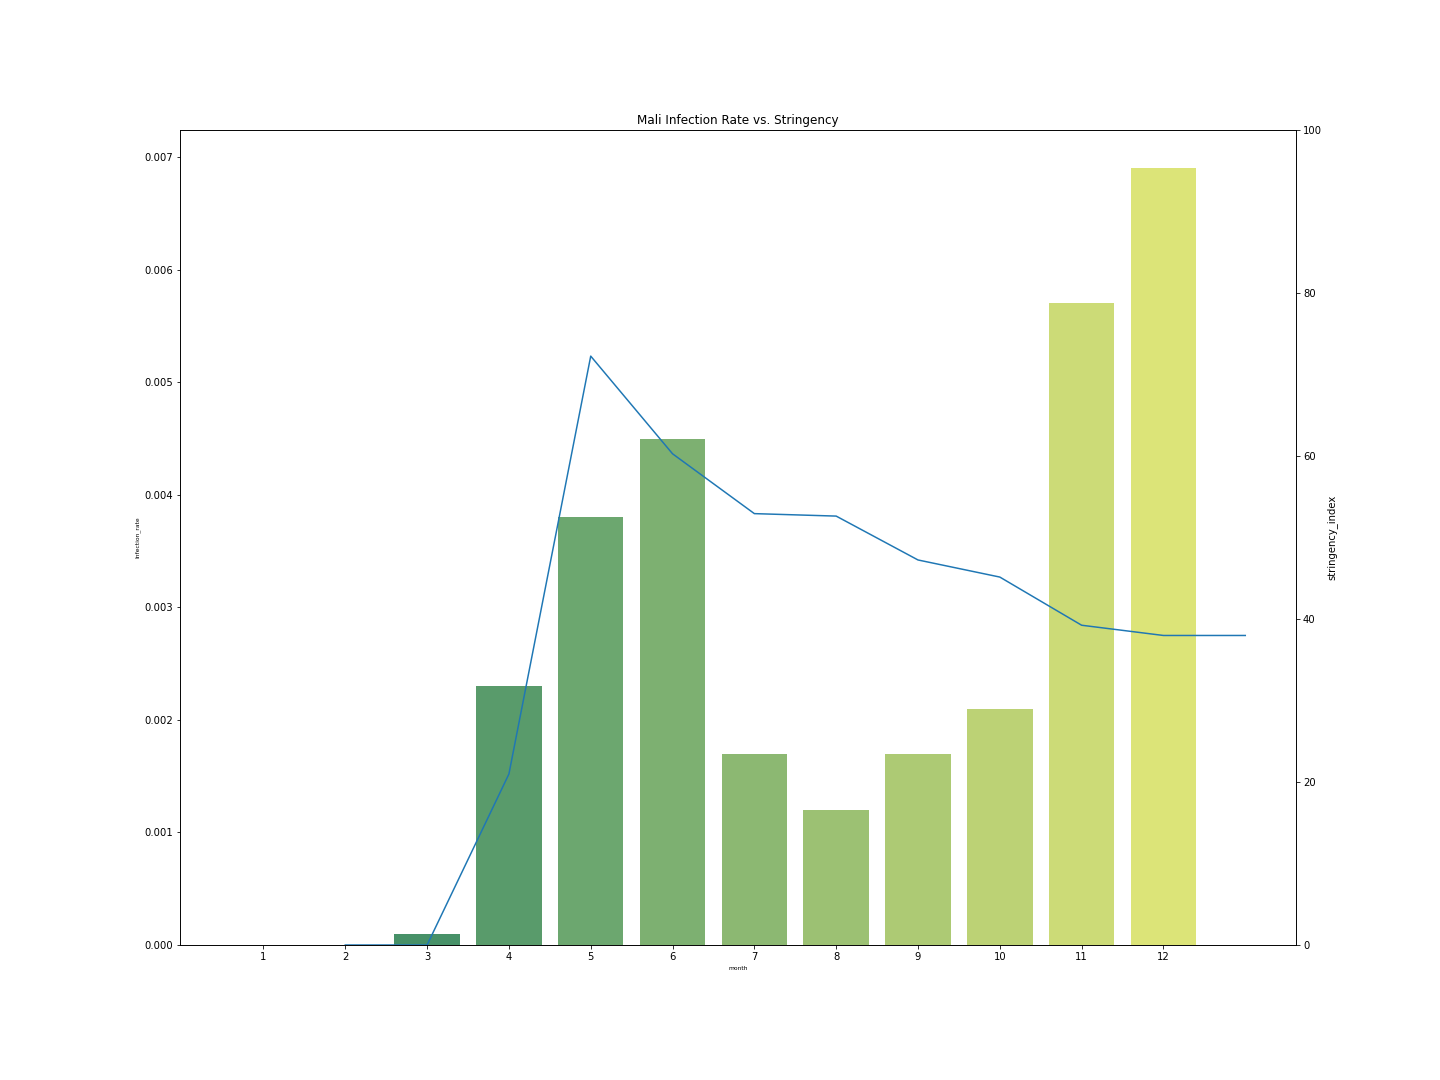 Mali Infection Rate vs. Stringency
0.007
0.006
0.005
0.004
0.003
0.002
0.001
0.000
Infection_rate
100
80
60
40
20
0
stringency_index
1 2 3 4 5 6 7 8 9 10 11 12
month